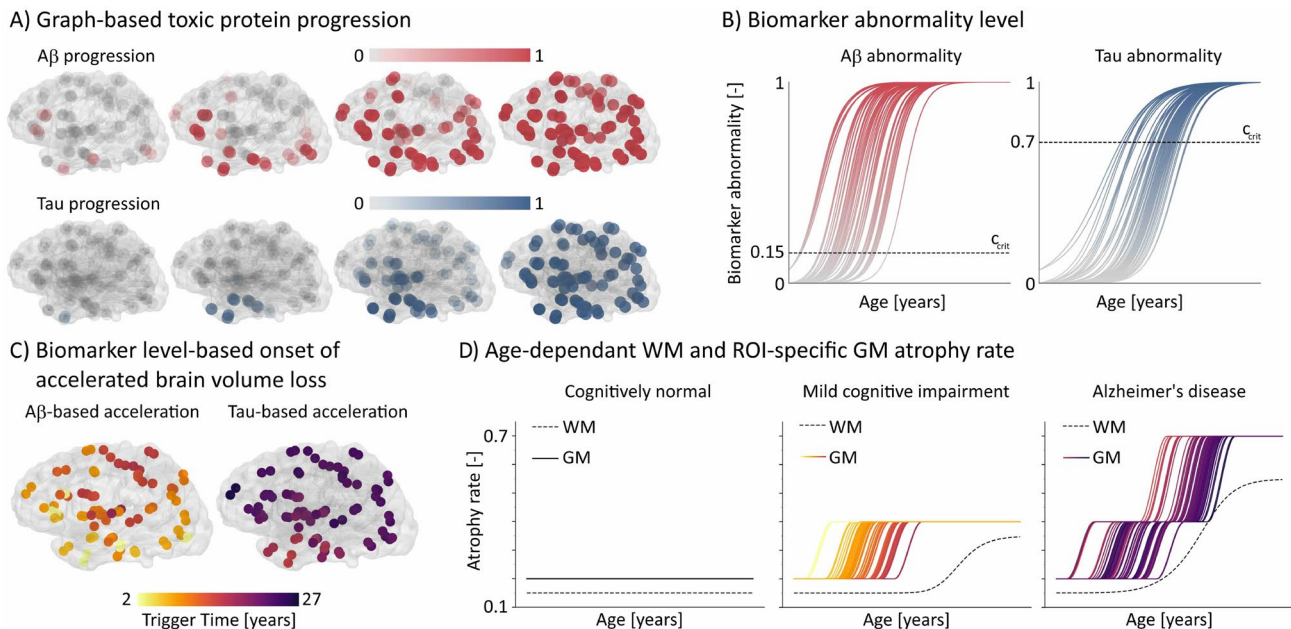 A) Graph-based toxic protein progression
Aβ progression
0 1
Tau progression
0 1
B) Biomarker abnormality level
Aβ abnormality
Tau abnormality
Biomarker abnormality [-]
1
0.15
0
c_crit
Age [years]
1
0.7
0
c_crit
Age [years]
C) Biomarker level-based onset of
accelerated brain volume loss
Aβ-based acceleration
Tau-based acceleration
2 27
Trigger Time [years]
D) Age-dependant WM and ROI-specific GM atrophy rate
Cognitively normal
Mild cognitive impairment
Alzheimer's disease
Atrophy rate [-]
0.7
0.1
WM
GM
Age [years]
WM
GM
Age [years]
WM
GM
Age [years]